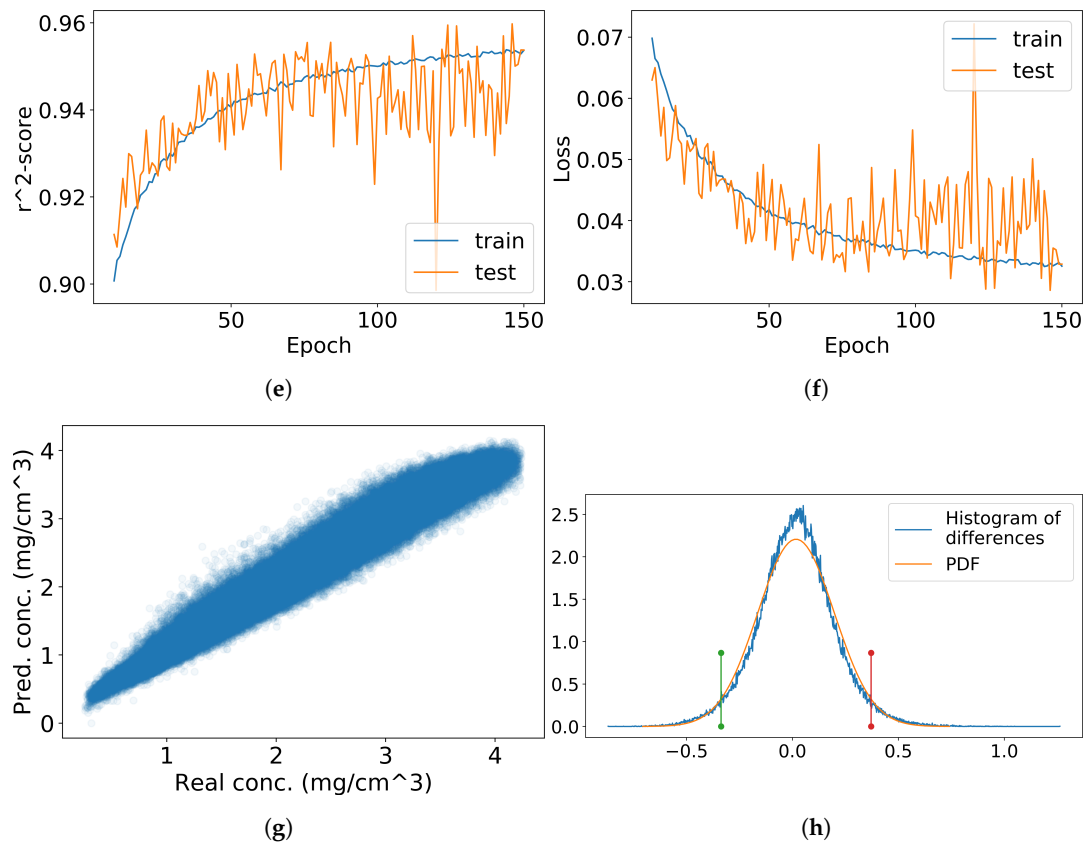 0.96
0.94
0.92
0.90
r^2-score
50
100
150
Epoch
train
test
(e)
0.07
0.06
0.05
0.04
0.03
Loss
50
100
150
Epoch
train
test
(f)
4
3
2
1
0
Pred. conc. (mg/cm^3)
1
2
3
4
Real conc. (mg/cm^3)
(g)
2.5
2.0
1.5
1.0
0.5
0.0
−0.5
0.0
0.5
1.0
Histogram of
differences
PDF
(h)